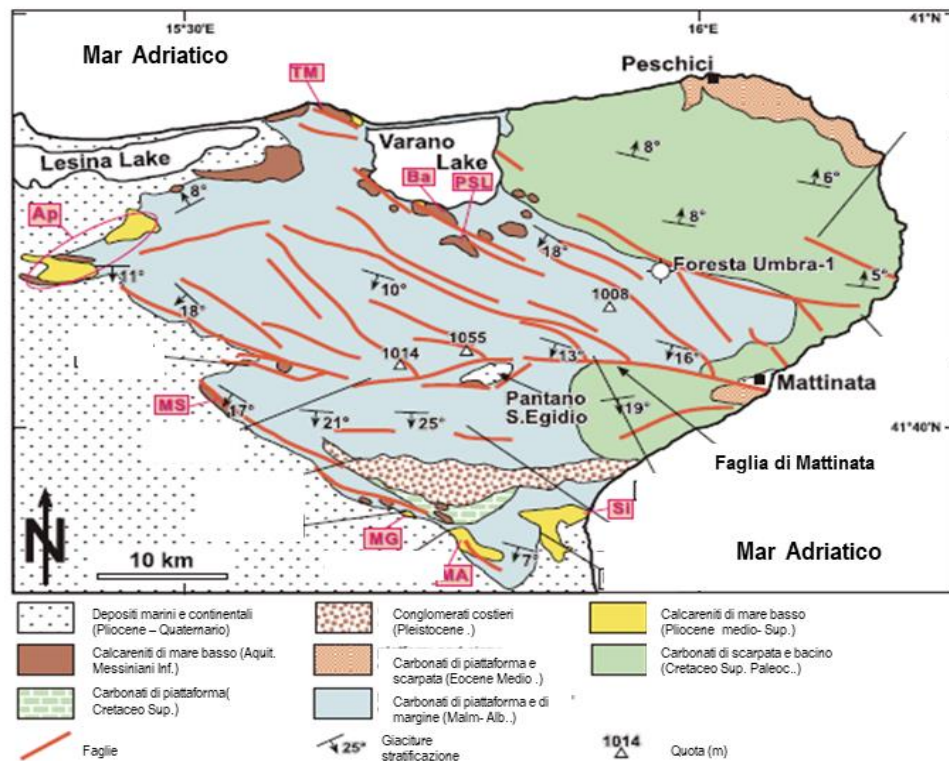 15°30'E
16°E
41°N
Mar Adriatico
Peschici
TM
Varano
Lake
Lesina Lake
8°
6°
Ba
PSL
8°
8°
Ap
18°
Foresta Umbra-1
5°
11°
10°
1008
18°
1055
1014
13°
16°
Mattinata
MS
Pantano
S.Egidio
17°
21°
25°
19°
41°40'N
Faglia di Mattinata
Si
N
MG
Mar Adriatico
10 km
MA
7°
Depositi marini e continentali
(Pliocene – Quaternario)
Conglomerati costieri
(Pleistocene .)
Calcareniti di mare basso
(Pliocene medio- Sup.)
Calcareniti di mare basso (Aquit.
Messiniani Inf.)
Carbonati di piattaforma e
scarpata (Eocene Medio .)
Carbonati di scarpata e bacino
(Cretaceo Sup. Paleoc..)
Carbonati di piattaforma(
Cretaceo Sup.)
Carbonati di piattaforma e di
margine (Malm- Alb..)
Faglie
25°
Giaciture
stratificazione
1014
Quota (m)